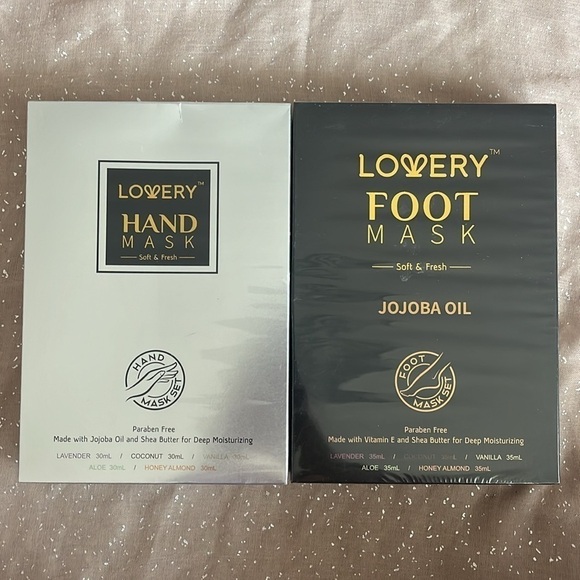 LOVERY™
HAND
MASK
Soft & Fresh
HAND
MASK SET
Paraben Free
Made with Jojoba Oil and Shea Butter for Deep Moisturizing
LAVENDER 30mL / COCONUT 30mL / VANILLA 30mL
ALOE 30mL / HONEY ALMOND 30mL
LOVERY™
FOOT
MASK
Soft & Fresh
JOJOBA OIL
FOOT
MASK SET
Paraben Free
Made with Vitamin E and Shea Butter for Deep Moisturizing
LAVENDER 35mL / COCONUT 35mL / VANILLA 35mL
ALOE 35mL / HONEY ALMOND 35mL